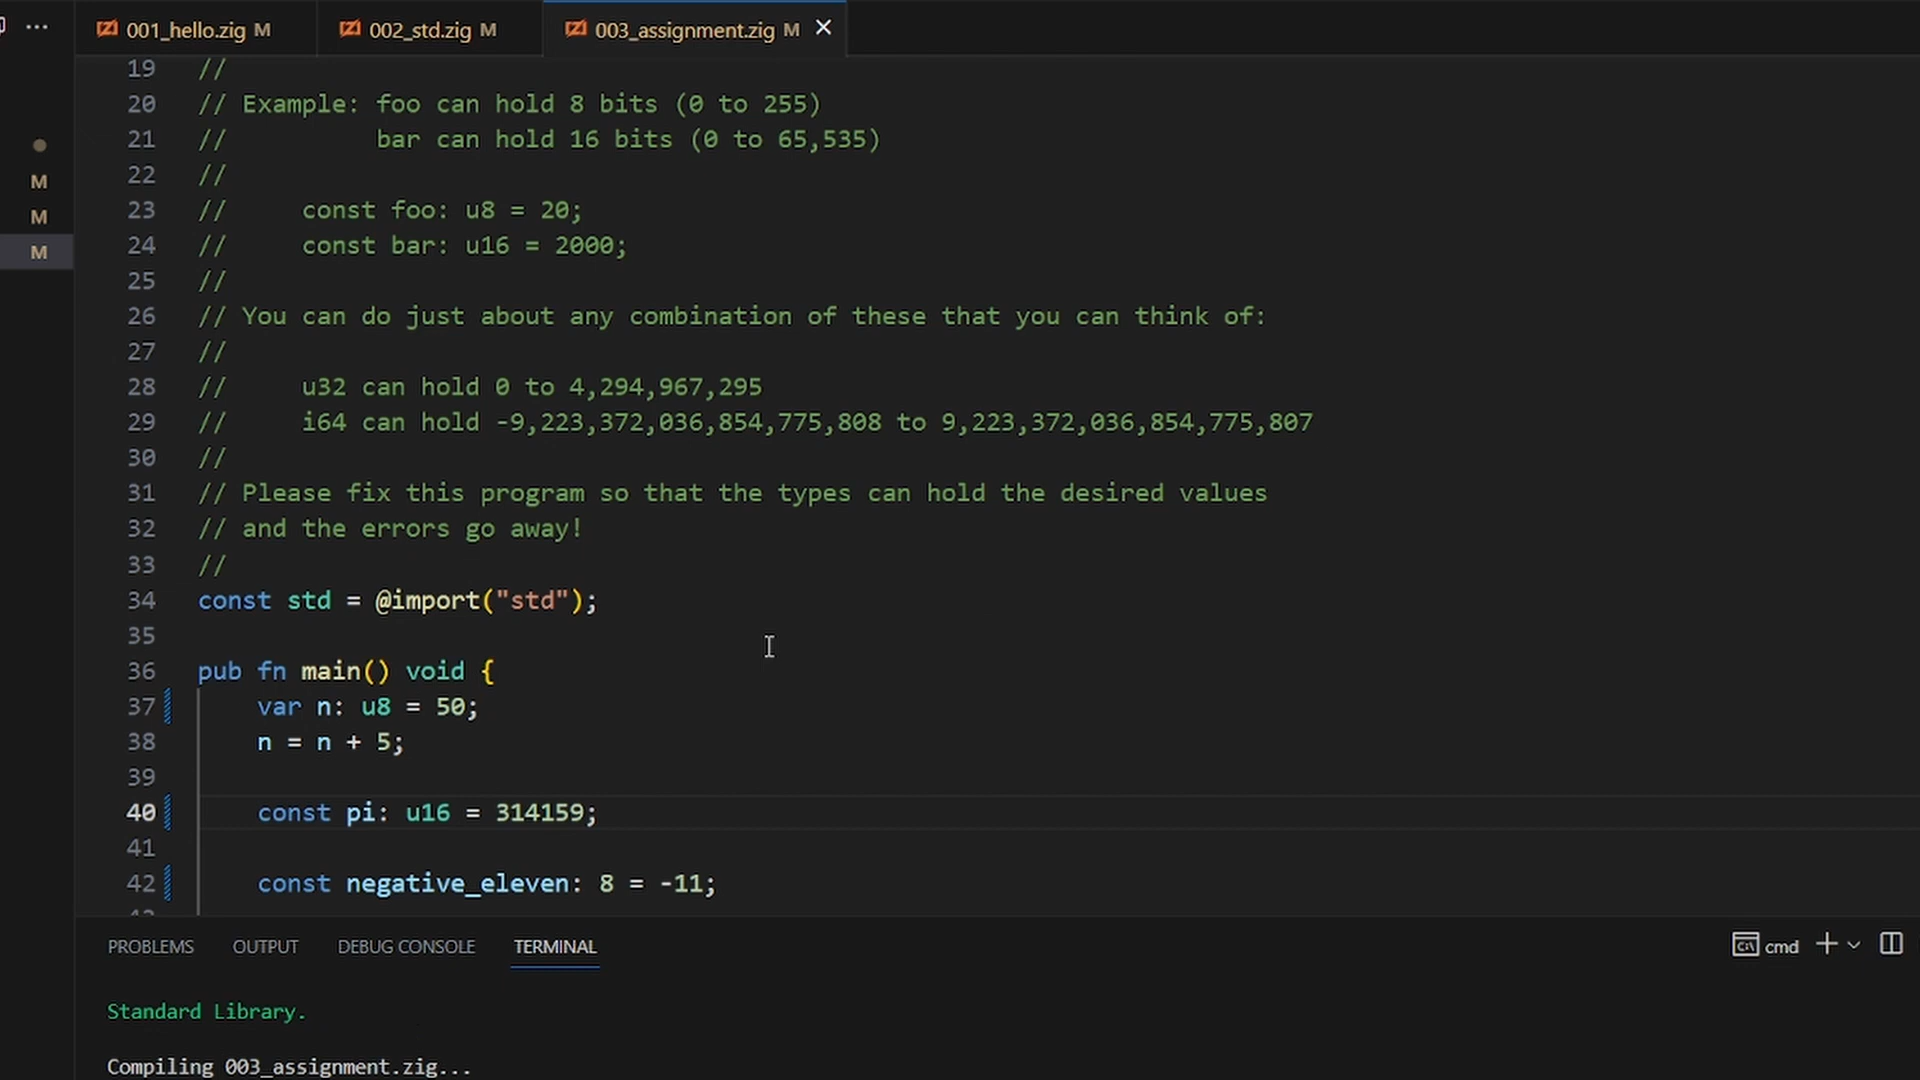 001_hello.zig M
002_std.zig M
003_assignment.zig M
M
M
M
19 //
20 // Example: foo can hold 8 bits (0 to 255)
21 // bar can hold 16 bits (0 to 65,535)
22 //
23 // const foo: u8 = 20;
24 // const bar: u16 = 2000;
25 //
26 // You can do just about any combination of these that you can think of:
27 //
28 // u32 can hold 0 to 4,294,967,295
29 // i64 can hold -9,223,372,036,854,775,808 to 9,223,372,036,854,775,807
30 //
31 // Please fix this program so that the types can hold the desired values
32 // and the errors go away!
33 //
34 const std = @import("std");
35
36 pub fn main() void {
37 var n: u8 = 50;
38 n = n + 5;
39
40 const pi: u16 = 314159;
41
42 const negative_eleven: 8 = -11;
PROBLEMS OUTPUT DEBUG CONSOLE TERMINAL
cmd
Standard Library.
Compiling 003_assignment.zig...